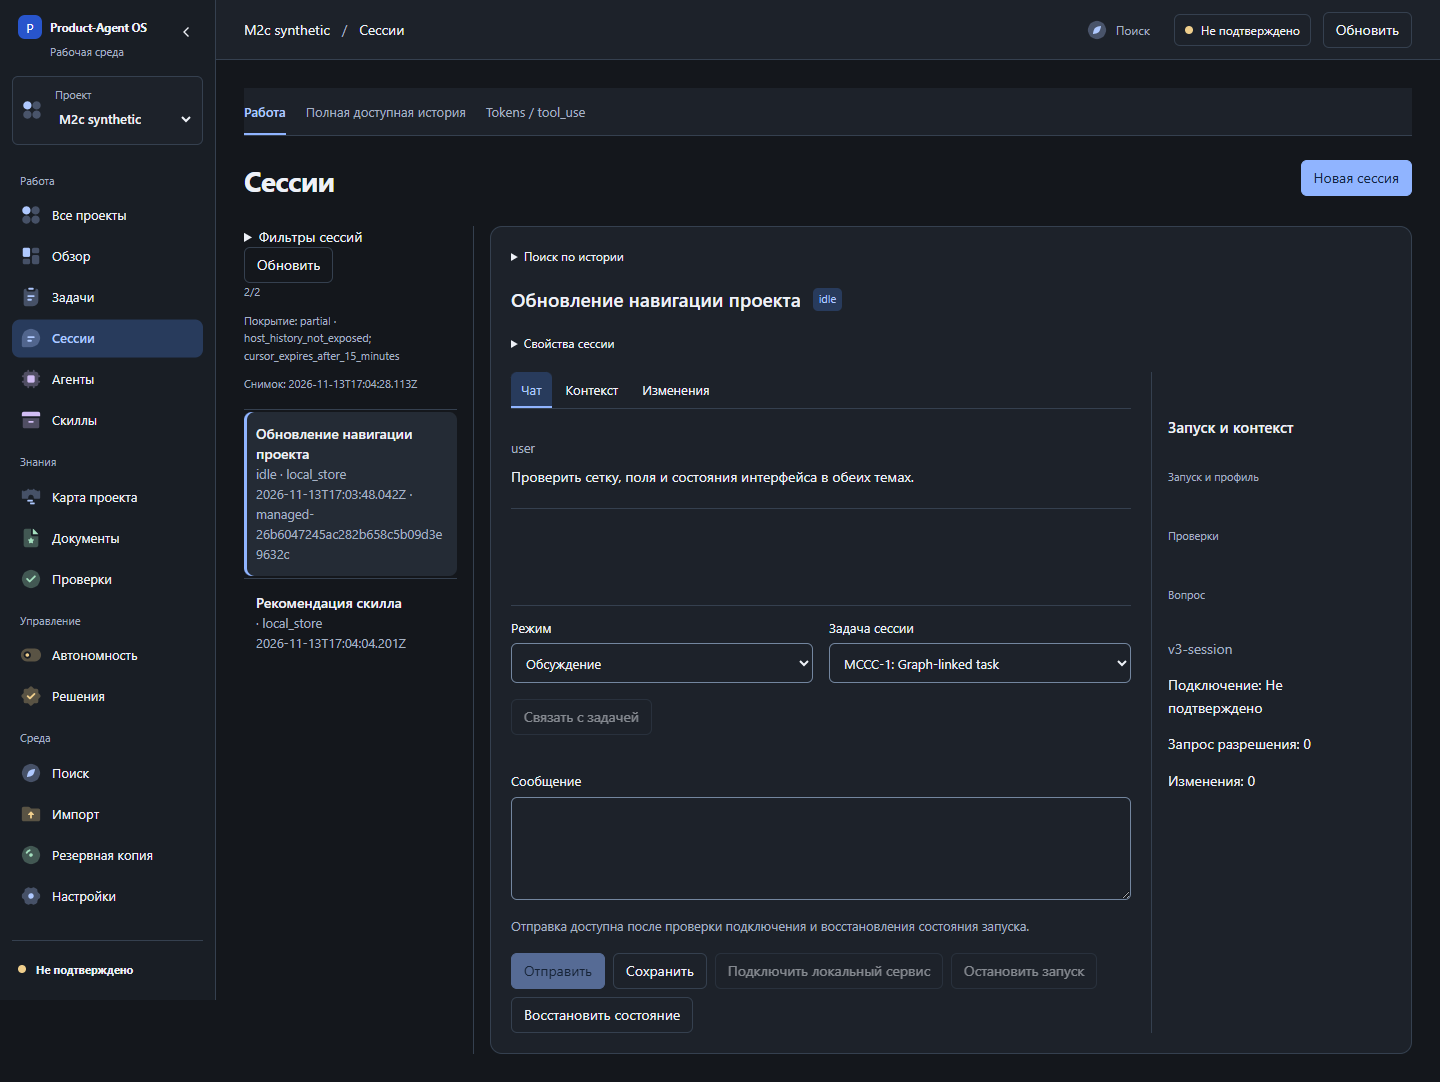 P
Product-Agent OS
Рабочая среда
Проект
M2c synthetic
Работа
Все проекты
Обзор
Задачи
Сессии
Агенты
Скиллы
Знания
Карта проекта
Документы
Проверки
Управление
Автономность
Решения
Среда
Поиск
Импорт
Резервная копия
Настройки
Не подтверждено
M2c synthetic / Сессии
Поиск
Не подтверждено
Обновить
Работа
Полная доступная история
Tokens / tool_use
Сессии
Новая сессия
Фильтры сессий
Обновить
2/2
Покрытие: partial ·
host_history_not_exposed;
cursor_expires_after_15_minutes
Снимок: 2026-11-13T17:04:28.113Z
Обновление навигации
проекта
idle · local_store
2026-11-13T17:03:48.042Z ·
managed-
26b6047245ac282b658c5b09d3e
9632c
Рекомендация скилла
· local_store
2026-11-13T17:04:04.201Z
Поиск по истории
Обновление навигации проекта
idle
Свойства сессии
Чат
Контекст
Изменения
user
Проверить сетку, поля и состояния интерфейса в обеих темах.
Режим
Обсуждение
Задача сессии
MCCC-1: Graph-linked task
Связать с задачей
Сообщение
Отправка доступна после проверки подключения и восстановления состояния запуска.
Отправить
Сохранить
Подключить локальный сервис
Остановить запуск
Восстановить состояние
Запуск и контекст
Запуск и профиль
Проверки
Вопрос
v3-session
Подключение: Не
подтверждено
Запрос разрешения: 0
Изменения: 0